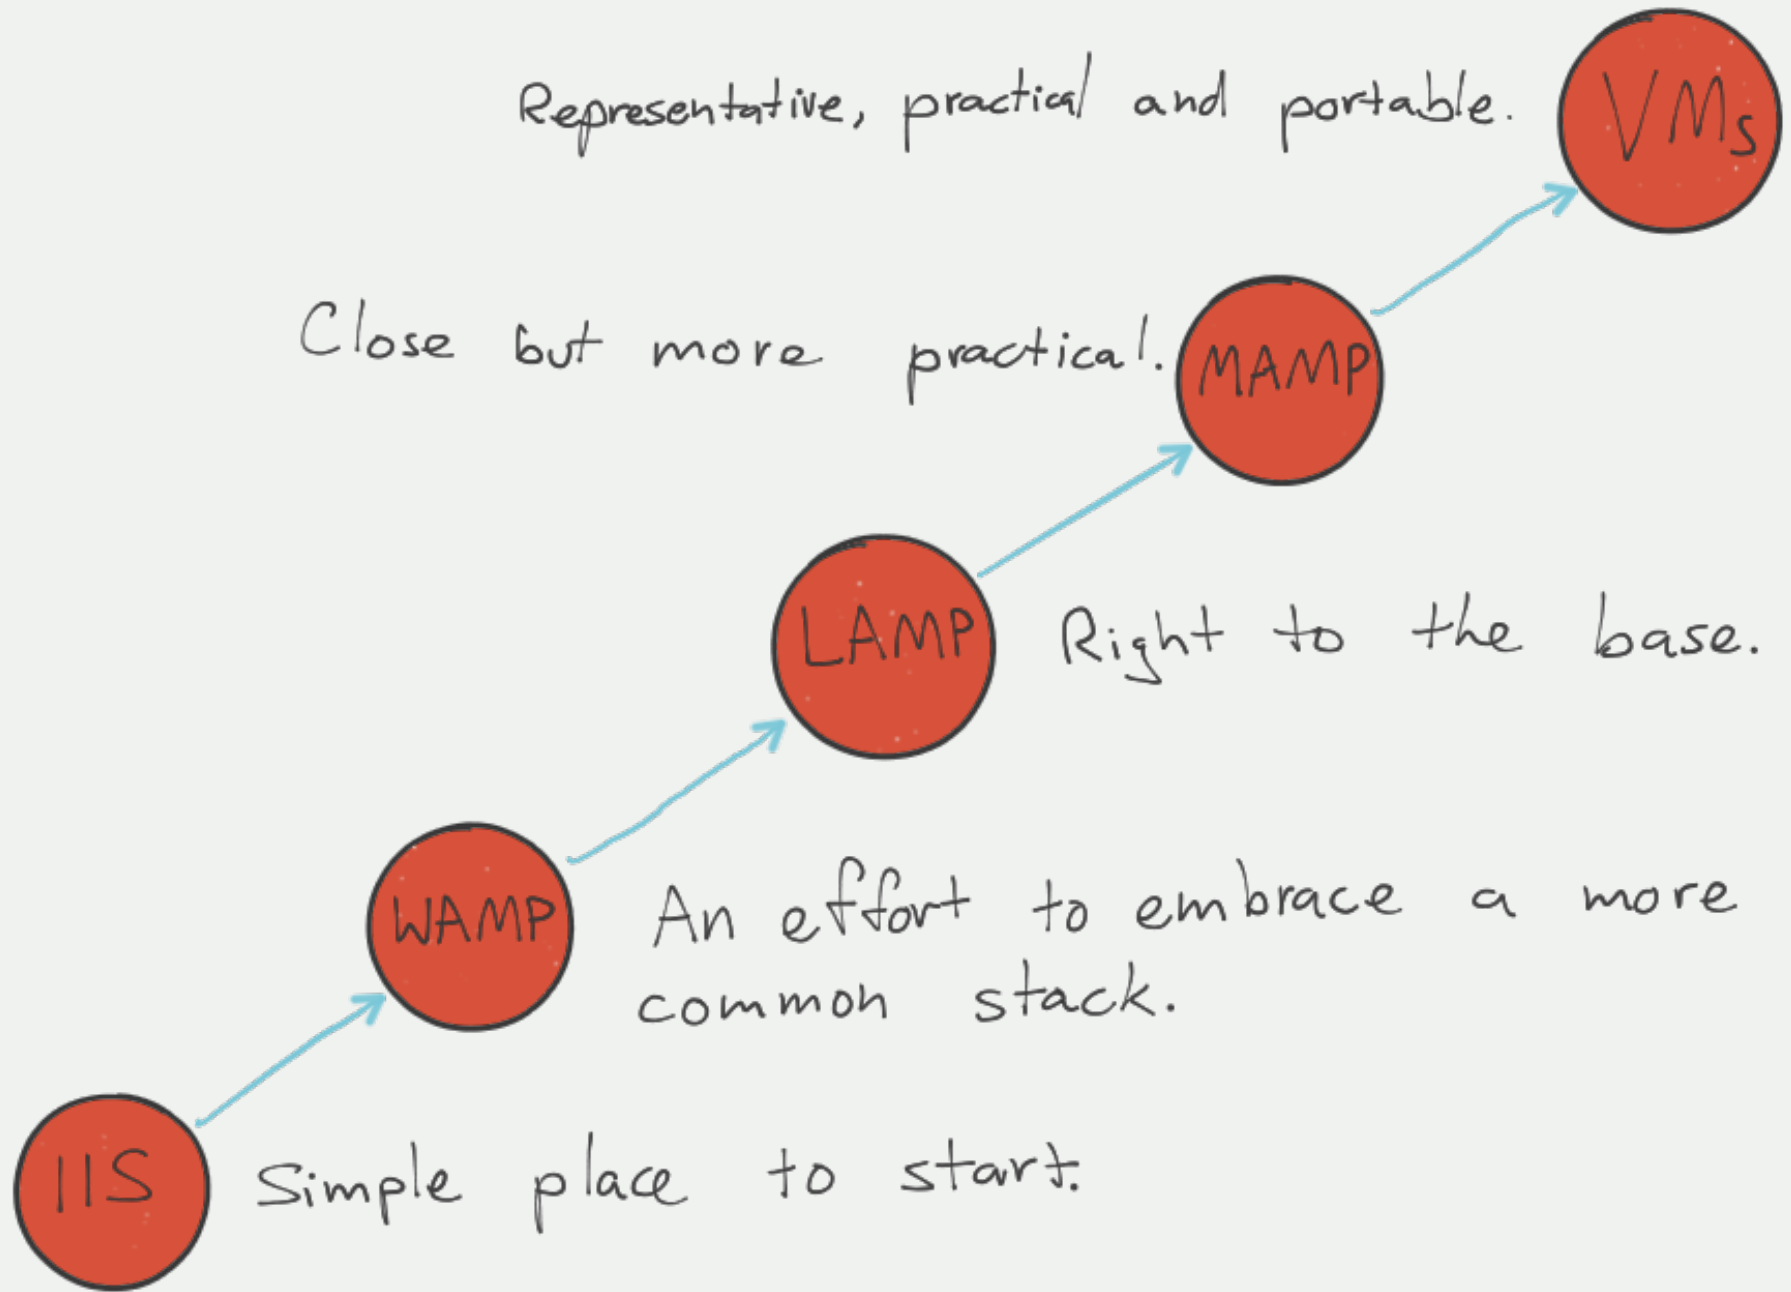 Representative, practical and portable.
VMs
Close but more practical.
MAMP
LAMP
Right to the base.
WAMP
An effort to embrace a more
common stack.
IIS
Simple place to start.